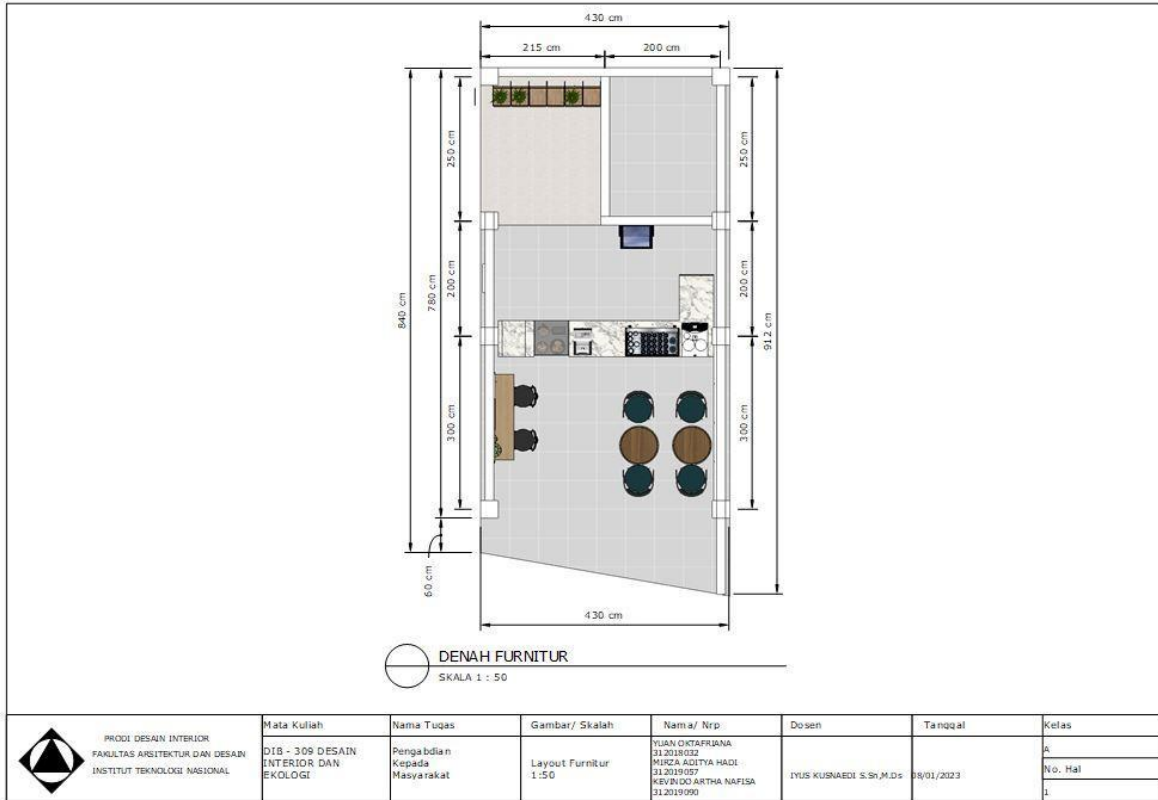 430 cm
215 cm
200 cm
250 cm
250 cm
200 cm
200 cm
780 cm
840 cm
912 cm
300 cm
300 cm
60 cm
430 cm
DENAH FURNITUR
SKALA 1 : 50
PRODI DESAIN INTERIOR
FAKULTAS ARSITEKTUR DAN DESAIN
INSTITUT TEKNOLOGI NASIONAL
Mata Kuliah
DIB - 309 DESAIN
INTERIOR DAN
EKOLOGI
Nama Tugas
Pengabdian
Kepada
Masyarakat
Gambar/ Skalah
Layout Furnitur
1:50
Nama/ Nrp
YUAN OKTAFRIANA
312018032
MIRZA ADITYA HADI
312019057
KEVINDO ARTHA NAFISA
312019090
Dosen
IYUS KUSNAEDI S.Sn,M.Ds
Tanggal
08/01/2023
Kelas
A
No. Hal
1